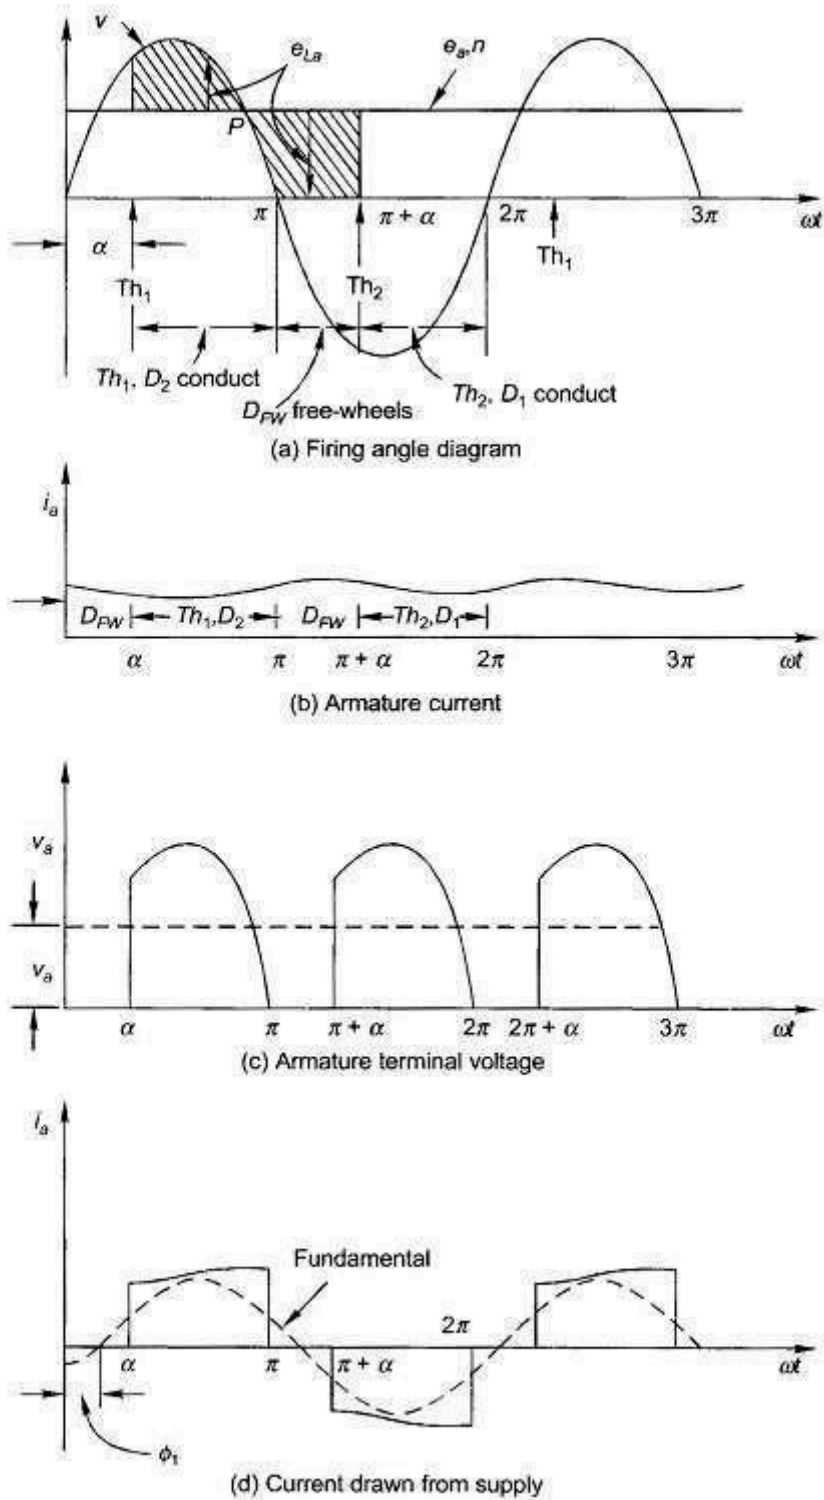 v
e_La
e_a,n
P
π
π + α
2π
3π
ωt
α
Th₁
Th₂
Th₁
Th₁, D₂ conduct
D_FW free-wheels
Th₂, D₁ conduct
(a) Firing angle diagram
i_a
D_FW Th₁,D₂ D_FW Th₂,D₁
α π π + α 2π 3π ωt
(b) Armature current
v_a
v_a
α π π + α 2π 2π + α 3π ωt
(c) Armature terminal voltage
i_a
Fundamental
2π
α π π + α ωt
ϕ₁
(d) Current drawn from supply